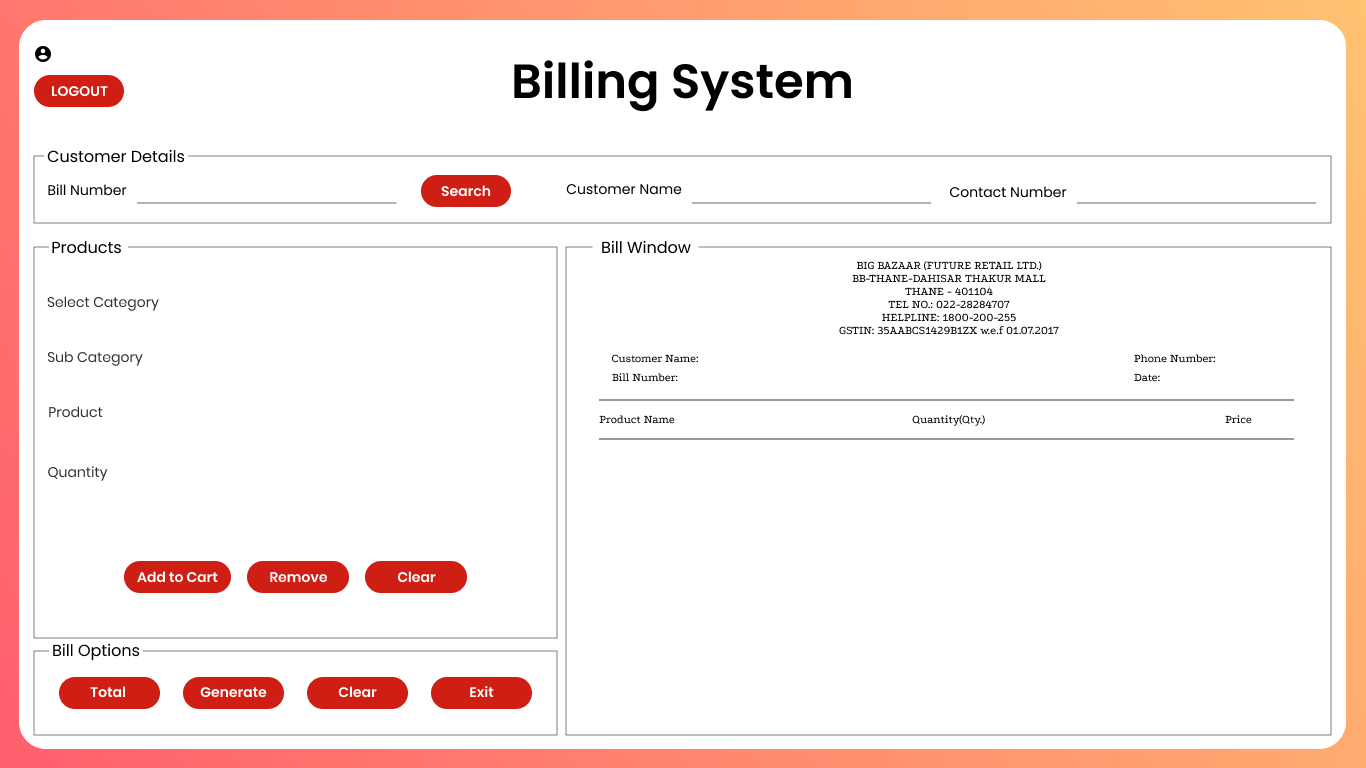 LOGOUT
Billing System
Customer Details
Bill Number
Search
Customer Name
Contact Number
Products
Select Category
Sub Category
Product
Quantity
Add to Cart Remove Clear
Bill Options
Total Generate Clear Exit
Bill Window
BIG BAZAAR (FUTURE RETAIL LTD.)
BB-THANE-DAHISAR THAKUR MALL
THANE - 401104
TEL NO.: 022-28284707
HELPLINE: 1800-200-255
GSTIN: 35AABCS1429B1ZX w.e.f 01.07.2017
Customer Name: Phone Number:
Bill Number: Date:
Product Name Quantity(Qty.) Price